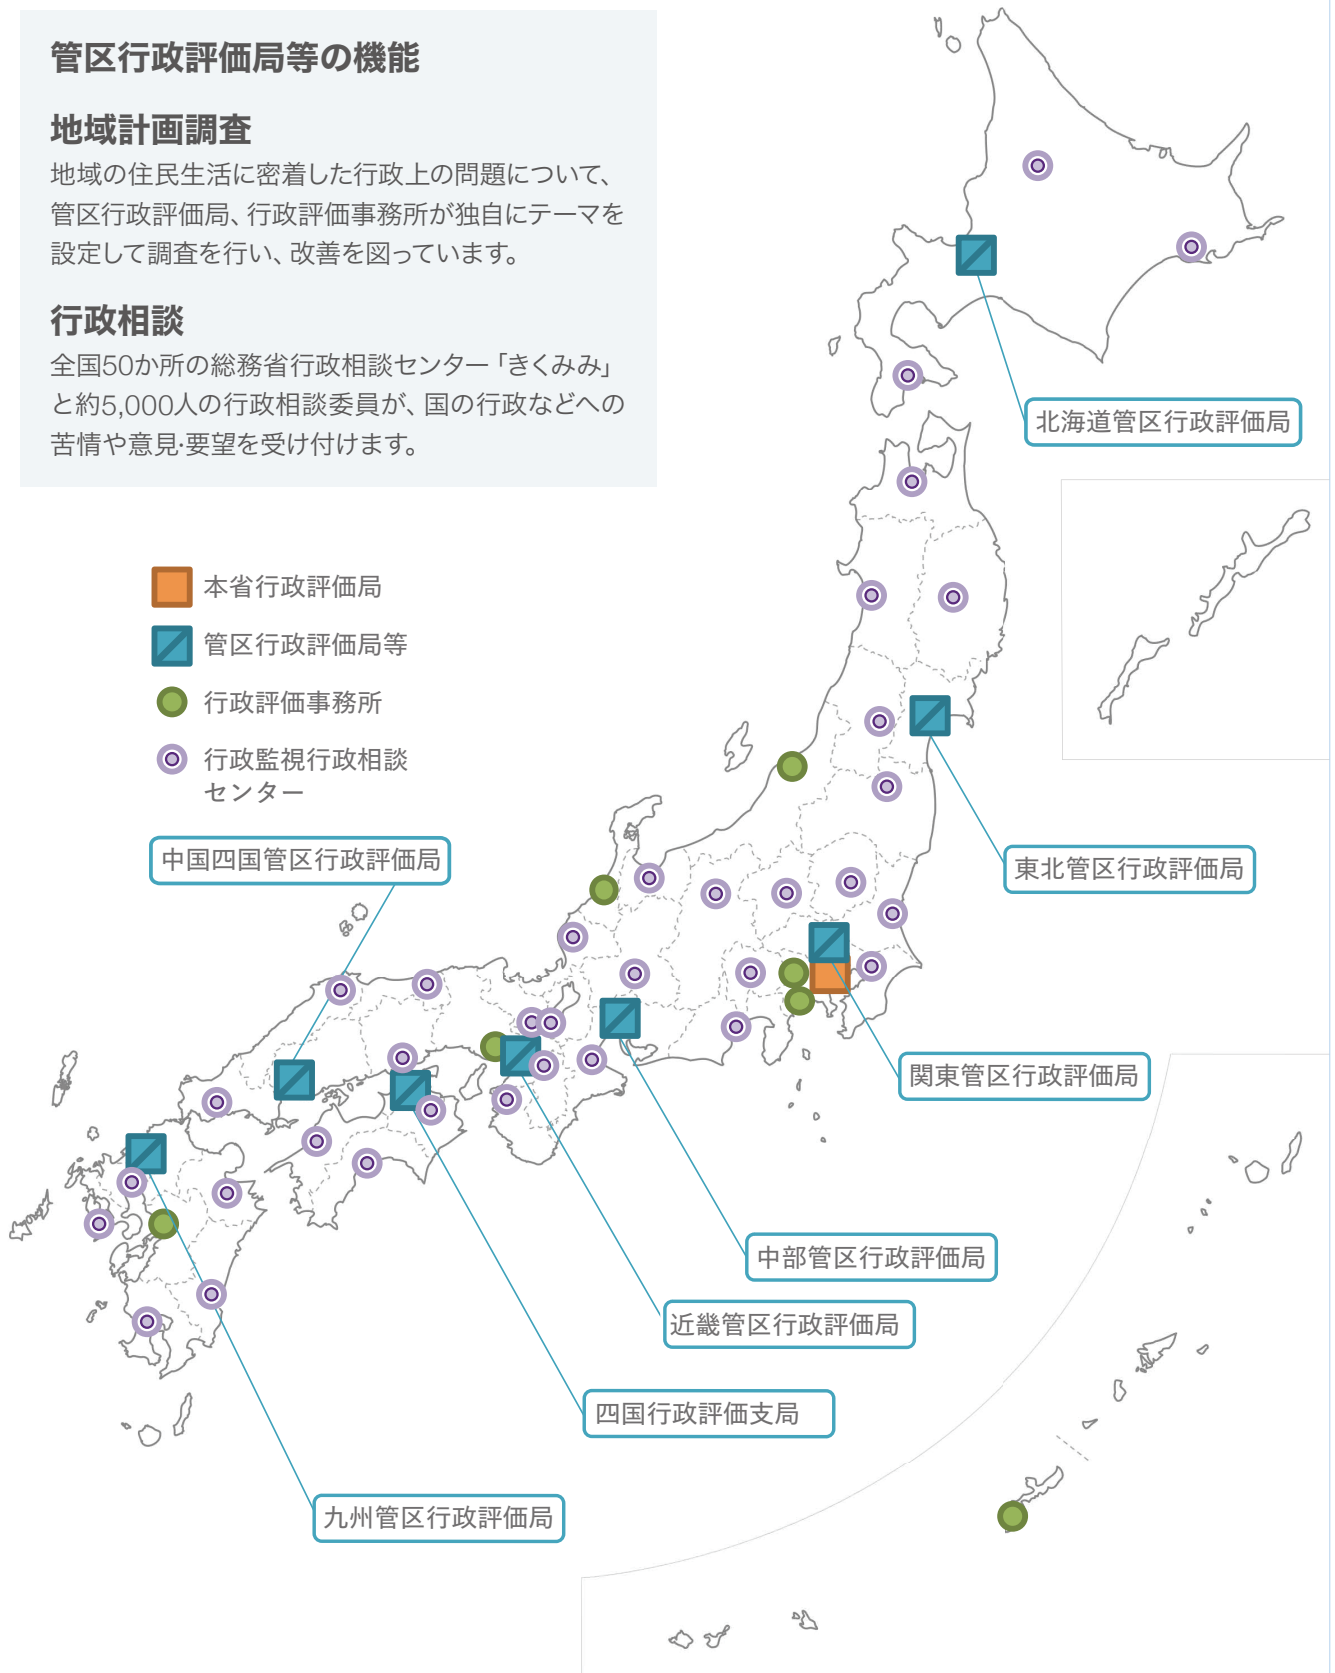 管区行政評価局等の機能
地域計画調査
地域の住民生活に密着した行政上の問題について、
管区行政評価局、行政評価事務所が独自にテーマを
設定して調査を行い、改善を図っています。
行政相談
全国50か所の総務省行政相談センター「きくみみ」
と約5,000人の行政相談委員が、国の行政などへの
苦情や意見・要望を受け付けます。
北海道管区行政評価局
本省行政評価局
管区行政評価局等
行政評価事務所
行政監視行政相談
センター
中国四国管区行政評価局
東北管区行政評価局
関東管区行政評価局
中部管区行政評価局
近畿管区行政評価局
四国行政評価支局
九州管区行政評価局